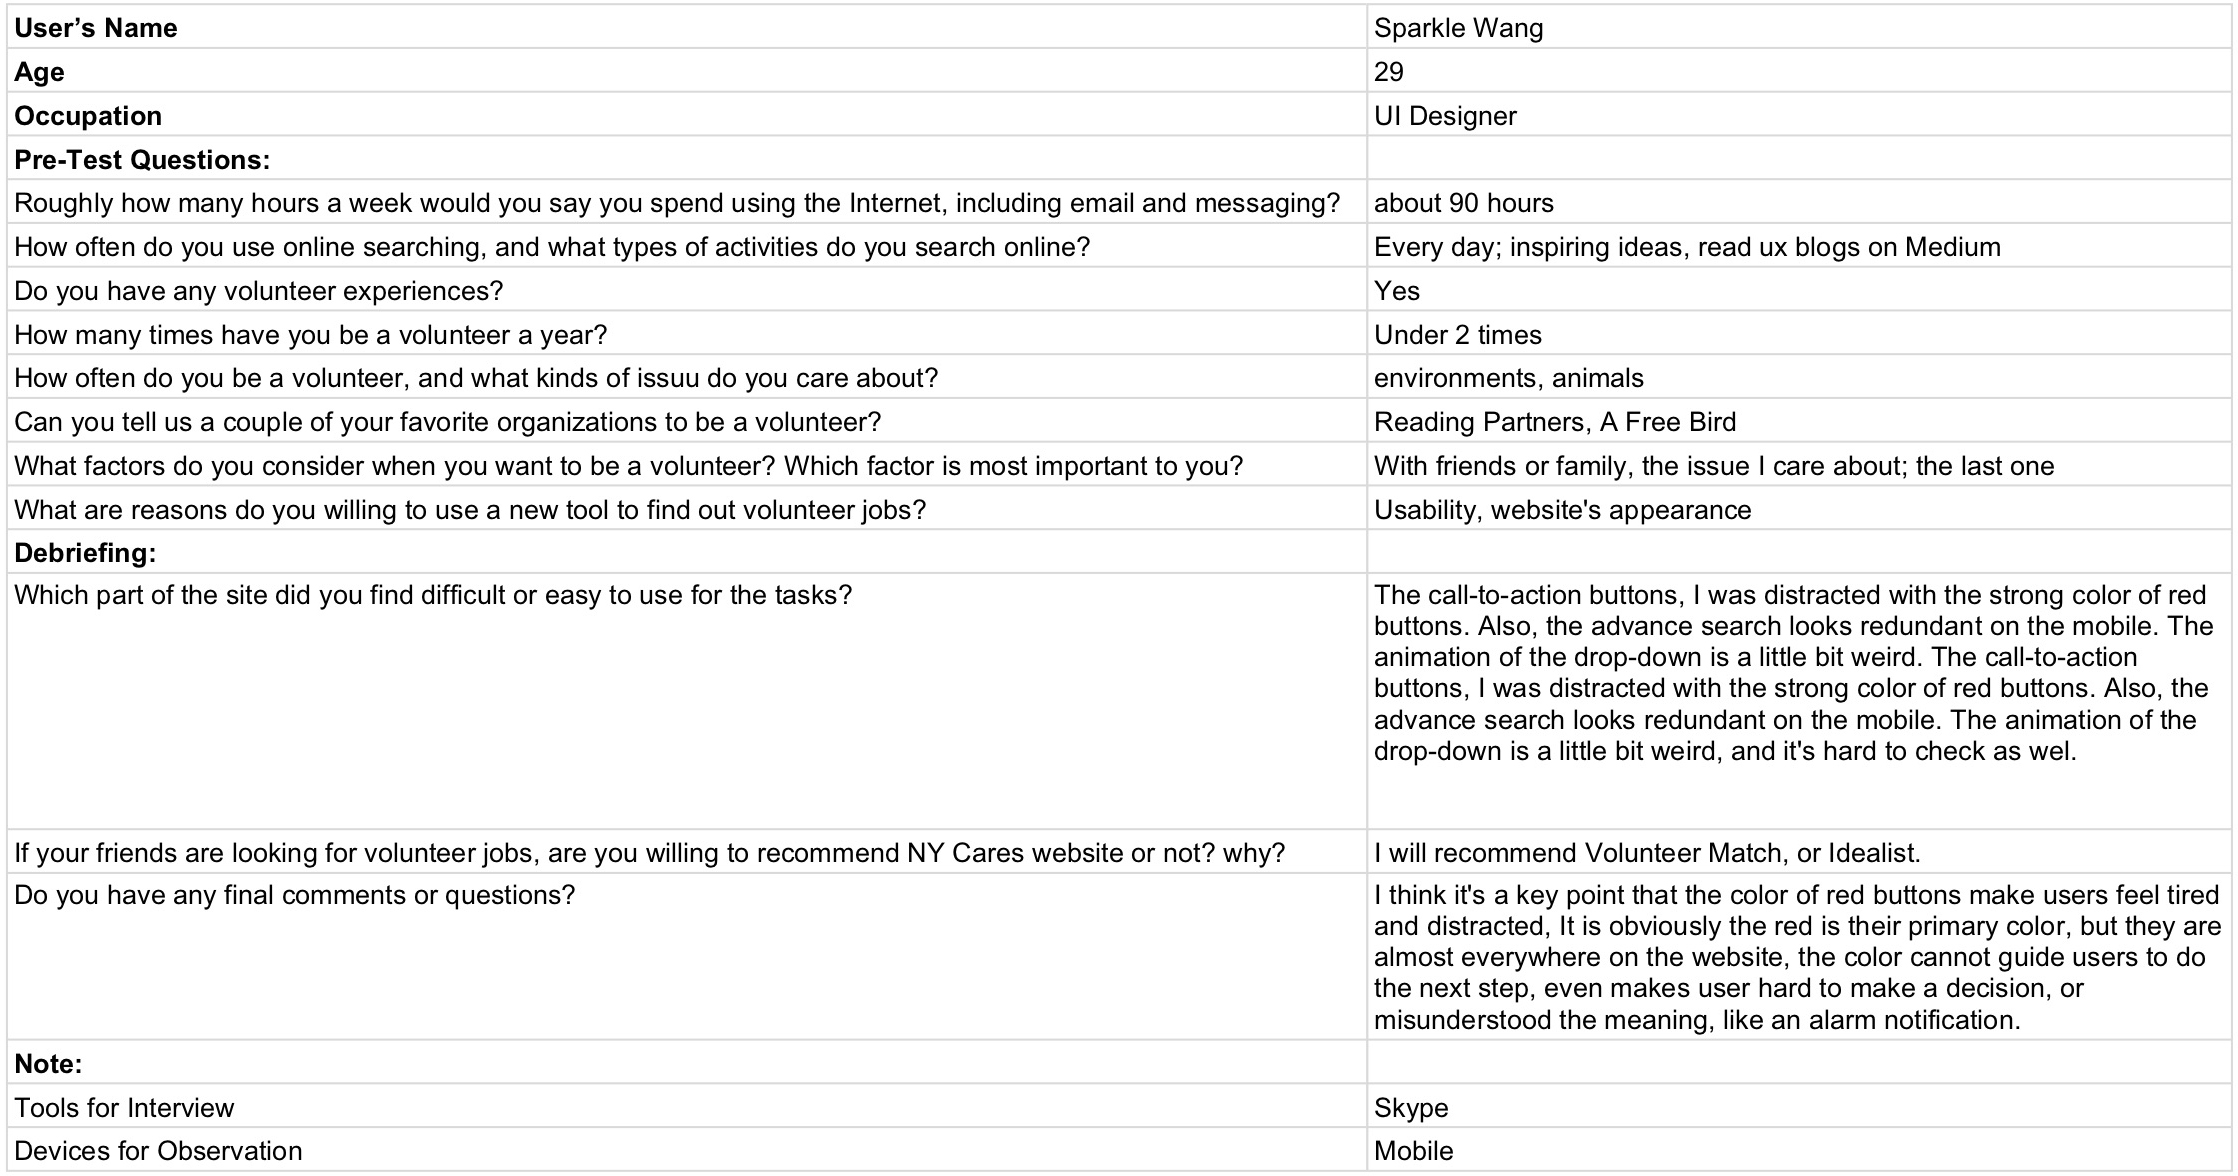 User’s Name Sparkle Wang
Age 29
Occupation UI Designer
Pre-Test Questions:
Roughly how many hours a week would you say you spend using the Internet, including email and messaging? about 90 hours
How often do you use online searching, and what types of activities do you search online? Every day; inspiring ideas, read ux blogs on Medium
Do you have any volunteer experiences? Yes
How many times have you be a volunteer a year? Under 2 times
How often do you be a volunteer, and what kinds of issuu do you care about? environments, animals
Can you tell us a couple of your favorite organizations to be a volunteer? Reading Partners, A Free Bird
What factors do you consider when you want to be a volunteer? Which factor is most important to you? With friends or family, the issue I care about; the last one
What are reasons do you willing to use a new tool to find out volunteer jobs? Usability, website's appearance
Debriefing:
Which part of the site did you find difficult or easy to use for the tasks? The call-to-action buttons, I was distracted with the strong color of red
buttons. Also, the advance search looks redundant on the mobile. The
animation of the drop-down is a little bit weird. The call-to-action
buttons, I was distracted with the strong color of red buttons. Also, the
advance search looks redundant on the mobile. The animation of the
drop-down is a little bit weird, and it's hard to check as wel.
If your friends are looking for volunteer jobs, are you willing to recommend NY Cares website or not? why? I will recommend Volunteer Match, or Idealist.
Do you have any final comments or questions? I think it's a key point that the color of red buttons make users feel tired
and distracted, It is obviously the red is their primary color, but they are
almost everywhere on the website, the color cannot guide users to do
the next step, even makes user hard to make a decision, or
misunderstood the meaning, like an alarm notification.
Note:
Tools for Interview Skype
Devices for Observation Mobile